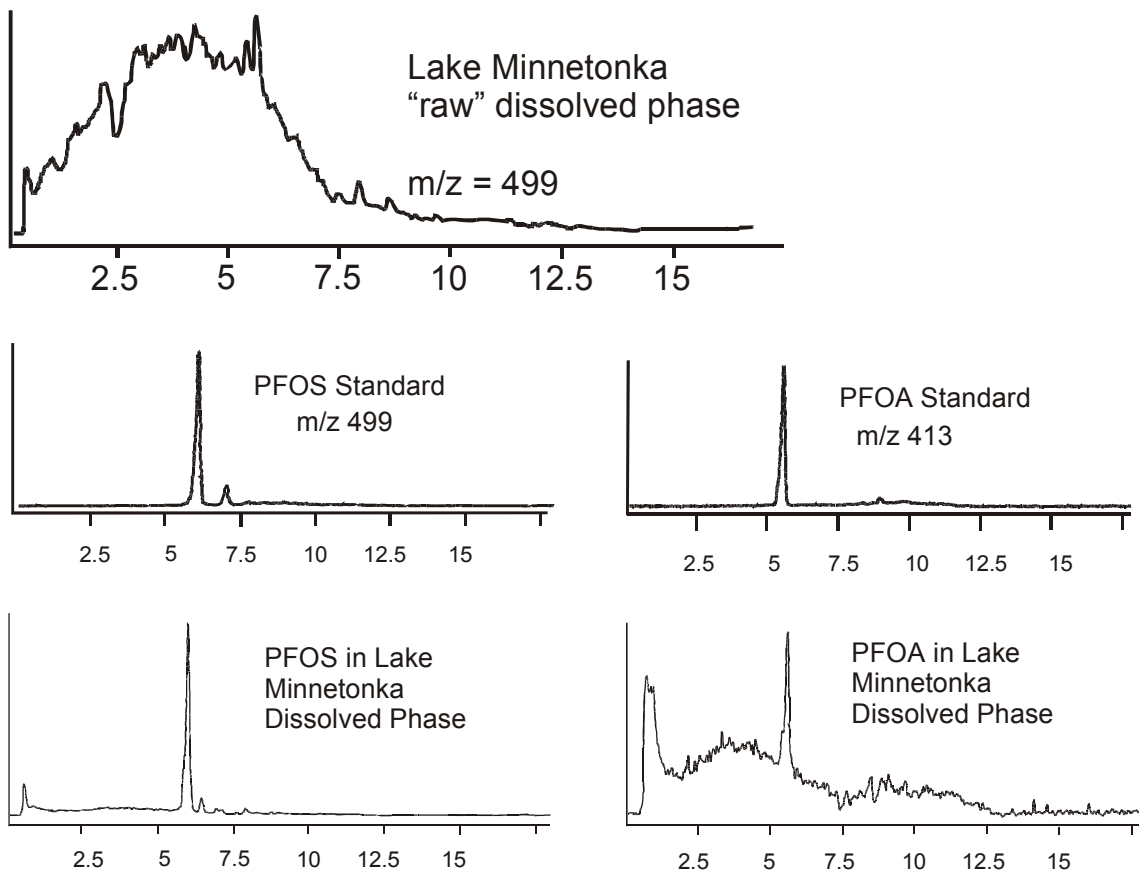 Lake Minnetonka
“raw” dissolved phase
m/z = 499
2.5 5 7.5 10 12.5 15
PFOS Standard
m/z 499
2.5 5 7.5 10 12.5 15
PFOA Standard
m/z 413
2.5 5 7.5 10 12.5 15
PFOS in Lake
Minnetonka
Dissolved Phase
2.5 5 7.5 10 12.5 15
PFOA in Lake
Minnetonka
Dissolved Phase
2.5 5 7.5 10 12.5 15